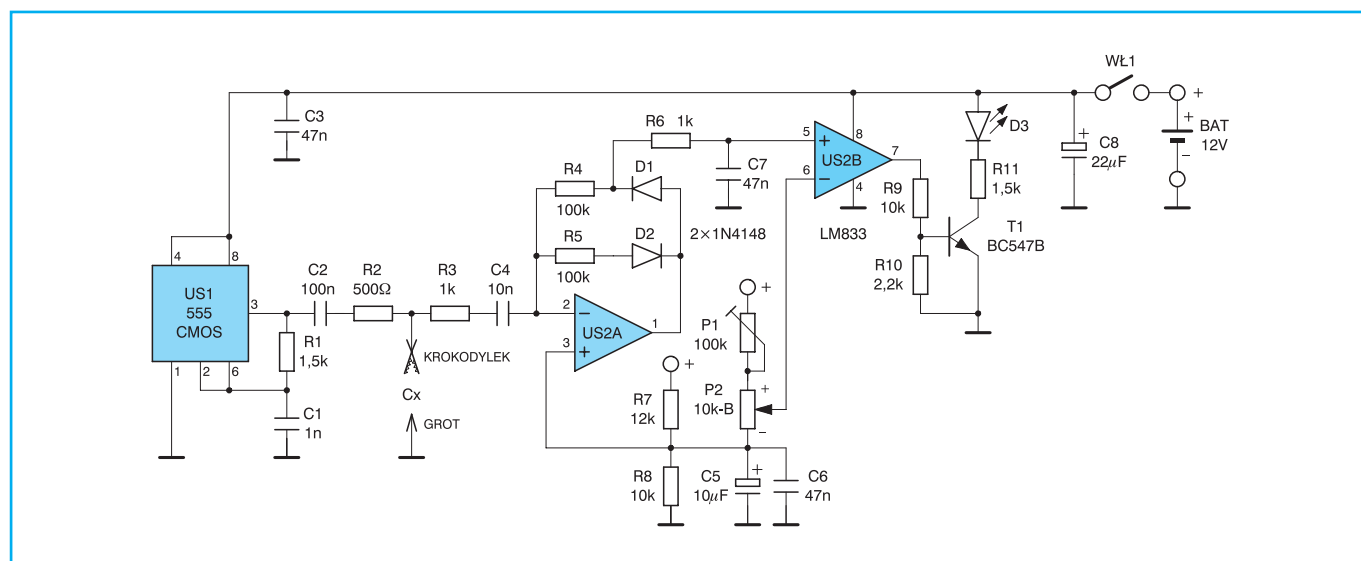 WŁ1
+
C3
47n
R6 1k
5
+
8
US2B
7
6
−
4
LM833
D3
+
C8
22µF
+
BAT
12V
−
R4
100k
D1
C7
47n
R5
100k
D2
2×1N4148
R9
10k
R11
1,5k
T1
BC547B
R10
2,2k
4
8
US1
555
CMOS
3
1
2
6
C2
100n
R2
500Ω
R3
1k
C4
10n
2
−
US2A
1
3
+
R1
1,5k
C1
1n
KROKODYLEK
Cx
GROT
+
P1
100k
+
R7
12k
P2
10k-B
+
−
R8
10k
C5
10µF
+
C6
47n